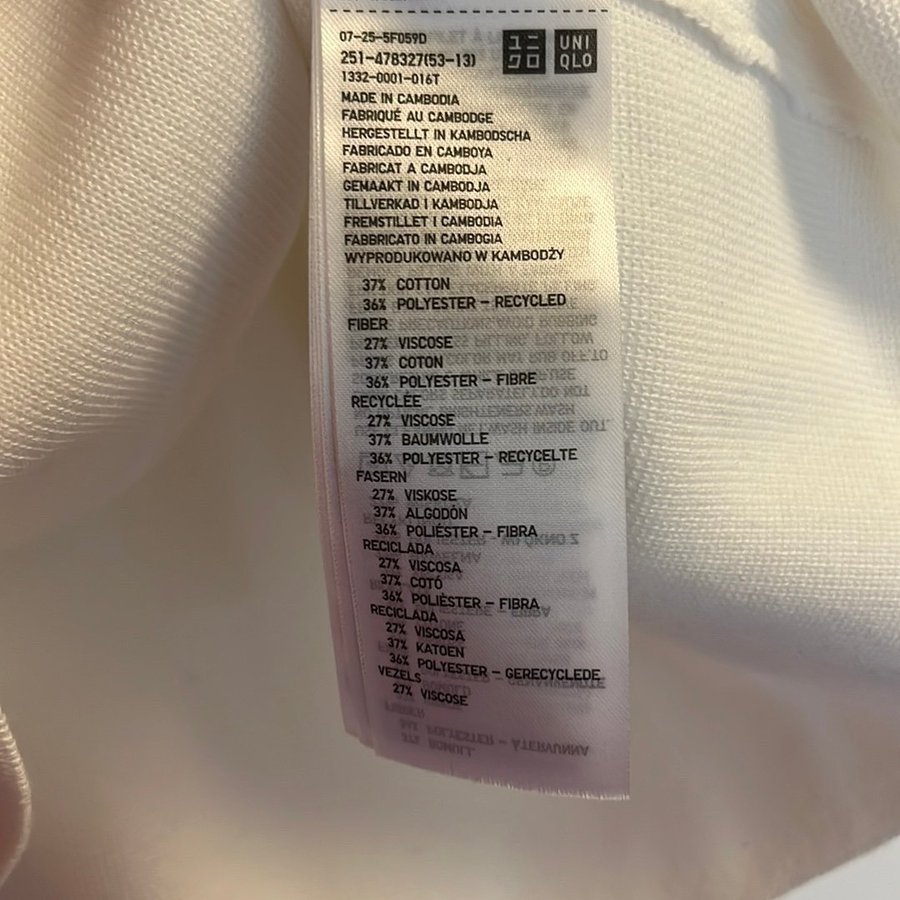 07-25-5F059D
251-478327(53-13)
1332-0001-016T
ユニ
クロ
UNI
QLO
MADE IN CAMBODIA
FABRIQUÉ AU CAMBODGE
HERGESTELLT IN KAMBODSCHA
FABRICADO EN CAMBOYA
FABRICAT A CAMBODJA
GEMAAKT IN CAMBODJA
TILLVERKAD I KAMBODJA
FREMSTILLET I CAMBODIA
FABBRICATO IN CAMBOGIA
WYPRODUKOWANO W KAMBODŻY
37% COTTON
36% POLYESTER – RECYCLED
FIBER
27% VISCOSE
37% COTON
36% POLYESTER – FIBRE
RECYCLÉE
27% VISCOSE
37% BAUMWOLLE
36% POLYESTER – RECYCELTE
FASERN
27% VISKOSE
37% ALGODÓN
36% POLIÉSTER – FIBRA
RECICLADA
27% VISCOSA
37% COTÓ
36% POLIÈSTER – FIBRA
RECICLADA
27% VISCOSA
37% KATOEN
36% POLYESTER – GERECYCLEDE
VEZELS
27% VISCOSE